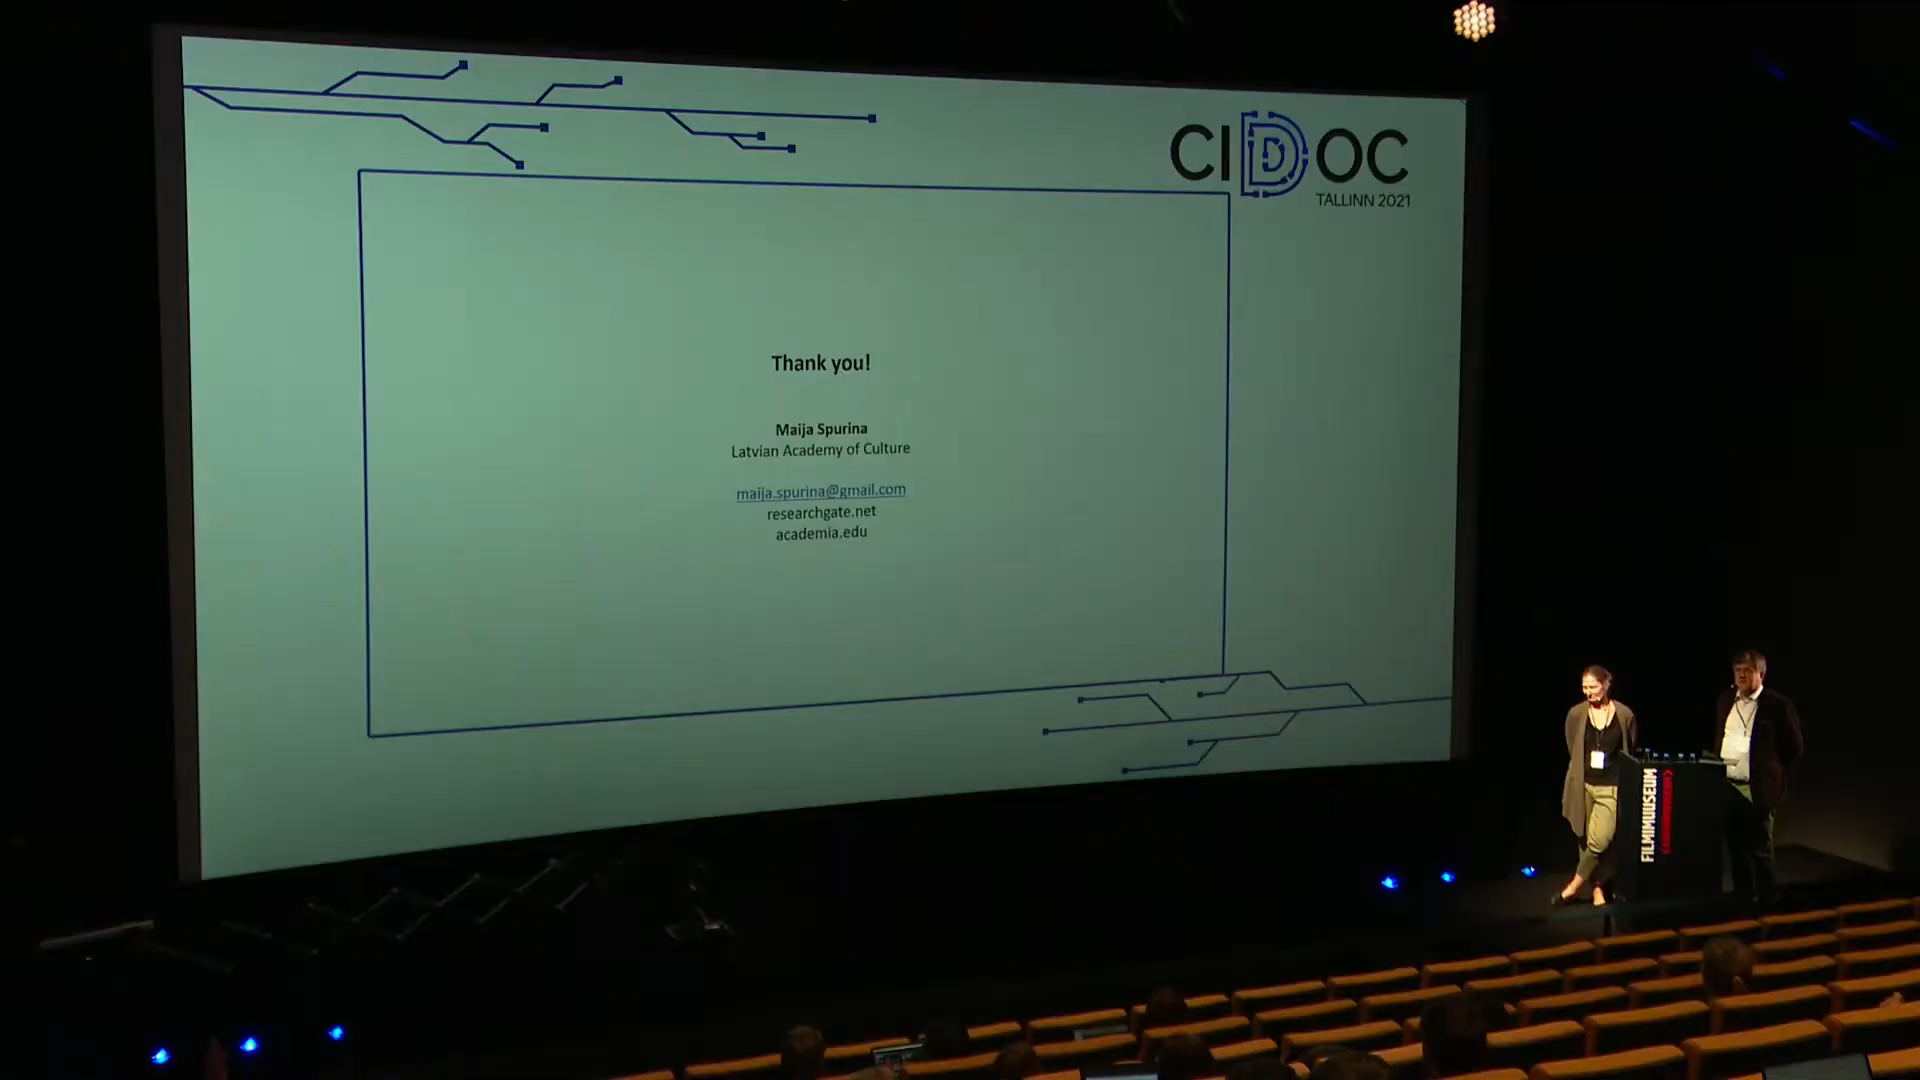 CIDOC
TALLINN 2021
Thank you!
Maija Spurina
Latvian Academy of Culture
maija.spurina@gmail.com
researchgate.net
academia.edu
FILMIMUUSEUM